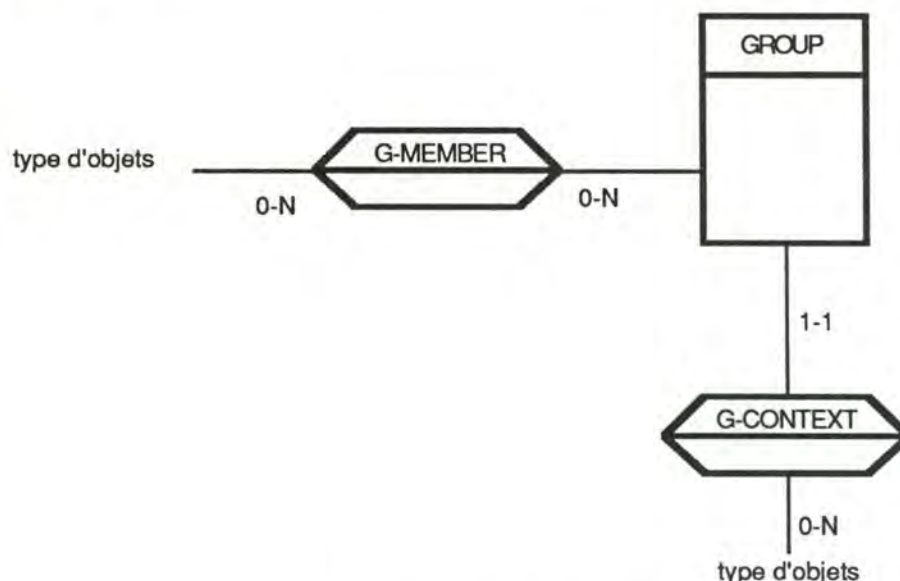 GROUP
G-MEMBER
type d'objets
0-N
0-N
1-1
G-CONTEXT
0-N
type d'objets